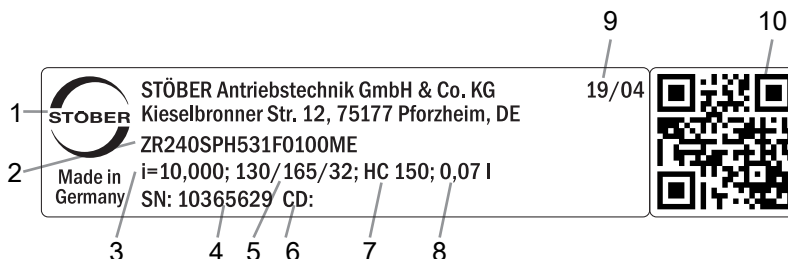 9 10
STÖBER Antriebstechnik GmbH & Co. KG 19/04
1 STÖBER Kieselbronner Str. 12, 75177 Pforzheim, DE
2 ZR240SPH531F0100ME
Made in Germany
i=10,000; 130/165/32; HC 150; 0,07 l
SN: 10365629 CD:
3 4 5 6 7 8